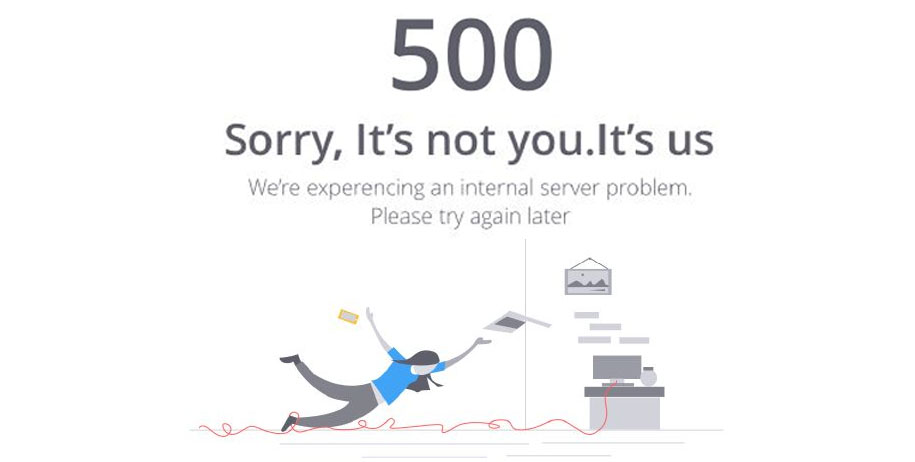 500
Sorry, It's not you.It's us
We're experencing an internal server problem.
Please try again later